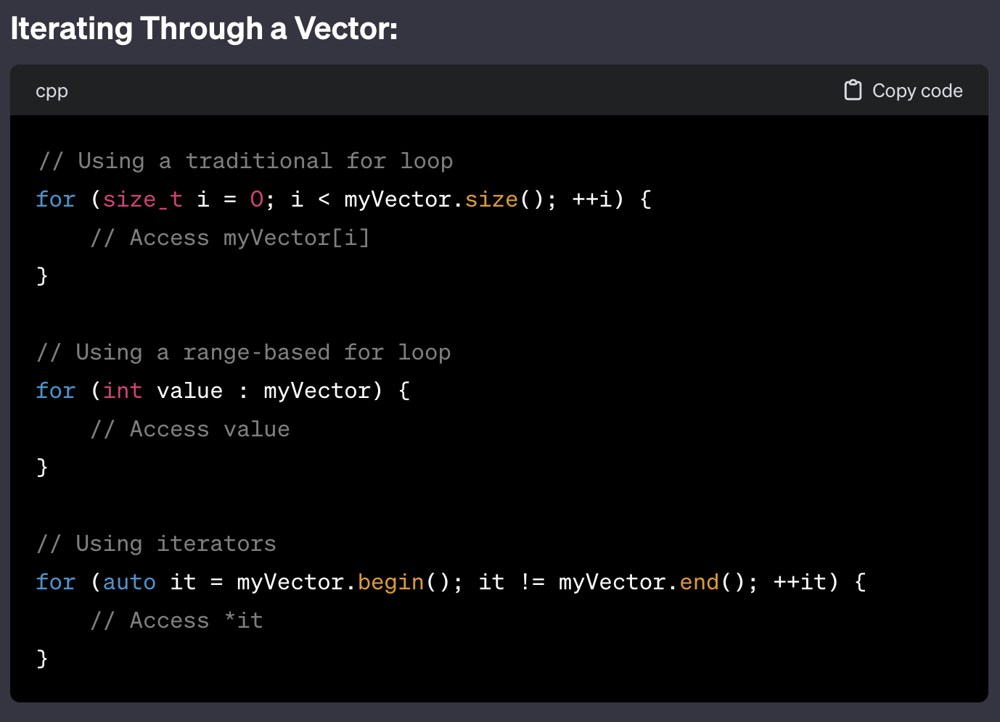 Iterating Through a Vector:
cpp
Copy code
// Using a traditional for loop
for (size_t i = 0; i < myVector.size(); ++i) {
    // Access myVector[i]
}
// Using a range-based for loop
for (int value : myVector) {
    // Access value
}
// Using iterators
for (auto it = myVector.begin(); it != myVector.end(); ++it) {
    // Access *it
}